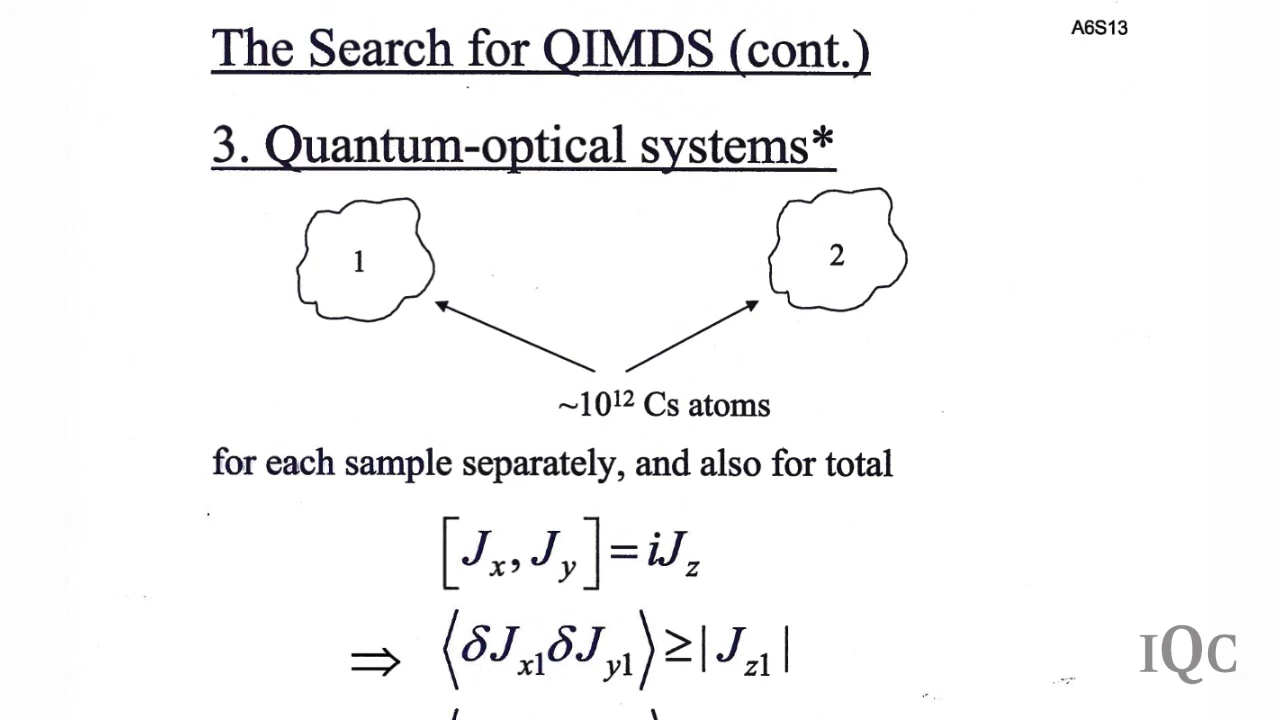 The Search for QIMDS (cont.)
A6S13
3. Quantum-optical systems*
1
2
~10¹² Cs atoms
for each sample separately, and also for total
[Jₓ, J_y] = iJ_z
⇒ ⟨δJ_x1 δJ_y1⟩ ≥ |J_z1|
IQC